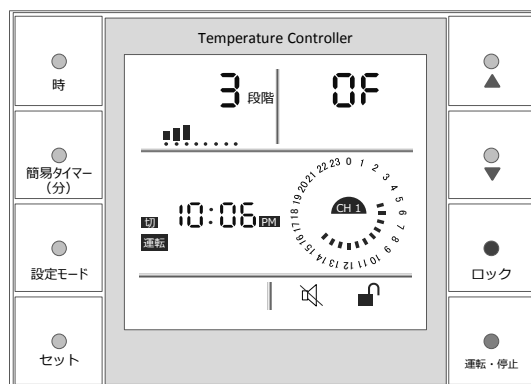 Temperature Controller
時
簡易タイマー
（分）
設定モード
セット
3 段階
0F
切 10:06 PM
運転
0 1 2 3 4 5 6 7 8 9 10 11 12 13 14 15 16 17 18 19 20 21 22 23
CH 1
▲
▼
ロック
運転・停止